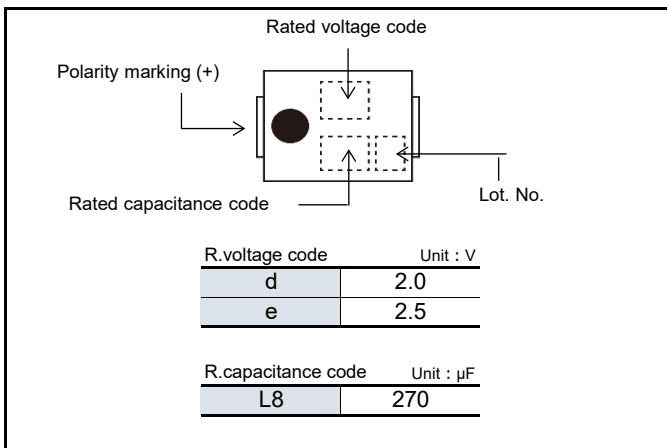 Rated voltage code
Polarity marking (+)
Rated capacitance code
Lot. No.
R.voltage code Unit : V
d 2.0
e 2.5
R.capacitance code Unit : µF
L8 270